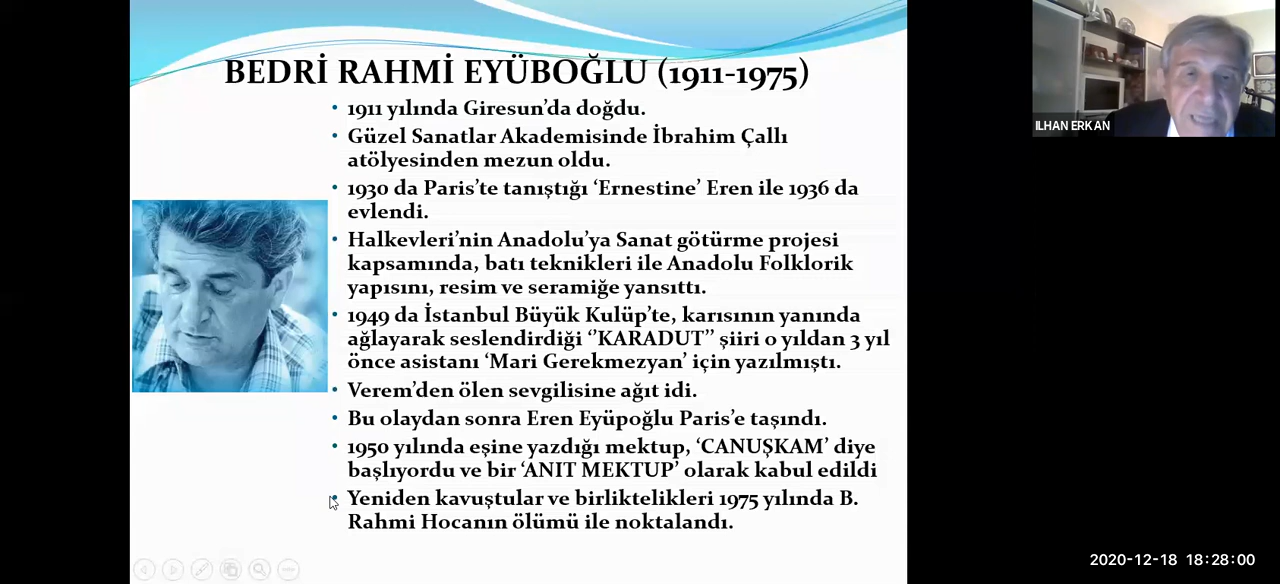 BEDRİ RAHMİ EYÜBOĞLU (1911-1975)
• 1911 yılında Giresun'da doğdu.
• Güzel Sanatlar Akademisinde İbrahim Çallı
atölyesinden mezun oldu.
• 1930 da Paris'te tanıştığı 'Ernestine' Eren ile 1936 da
evlendi.
• Halkevleri'nin Anadolu'ya Sanat götürme projesi
kapsamında, batı teknikleri ile Anadolu Folklorik
yapısını, resim ve seramiğe yansıttı.
• 1949 da İstanbul Büyük Kulüp'te, karısının yanında
ağlayarak seslendirdiği ‘’KARADUT’’ şiiri o yıldan 3 yıl
önce asistanı ‘Mari Gerekmezyan’ için yazılmıştı.
• Verem'den ölen sevgilisine ağıt idi.
• Bu olaydan sonra Eren Eyüpoğlu Paris'e taşındı.
• 1950 yılında eşine yazdığı mektup, ‘CANUŞKAM’ diye
başlıyordu ve bir ‘ANIT MEKTUP’ olarak kabul edildi
• Yeniden kavuştular ve birliktelikleri 1975 yılında B.
Rahmi Hocanın ölümü ile noktalandı.
ILHAN ERKAN
2020-12-18 18:28:00